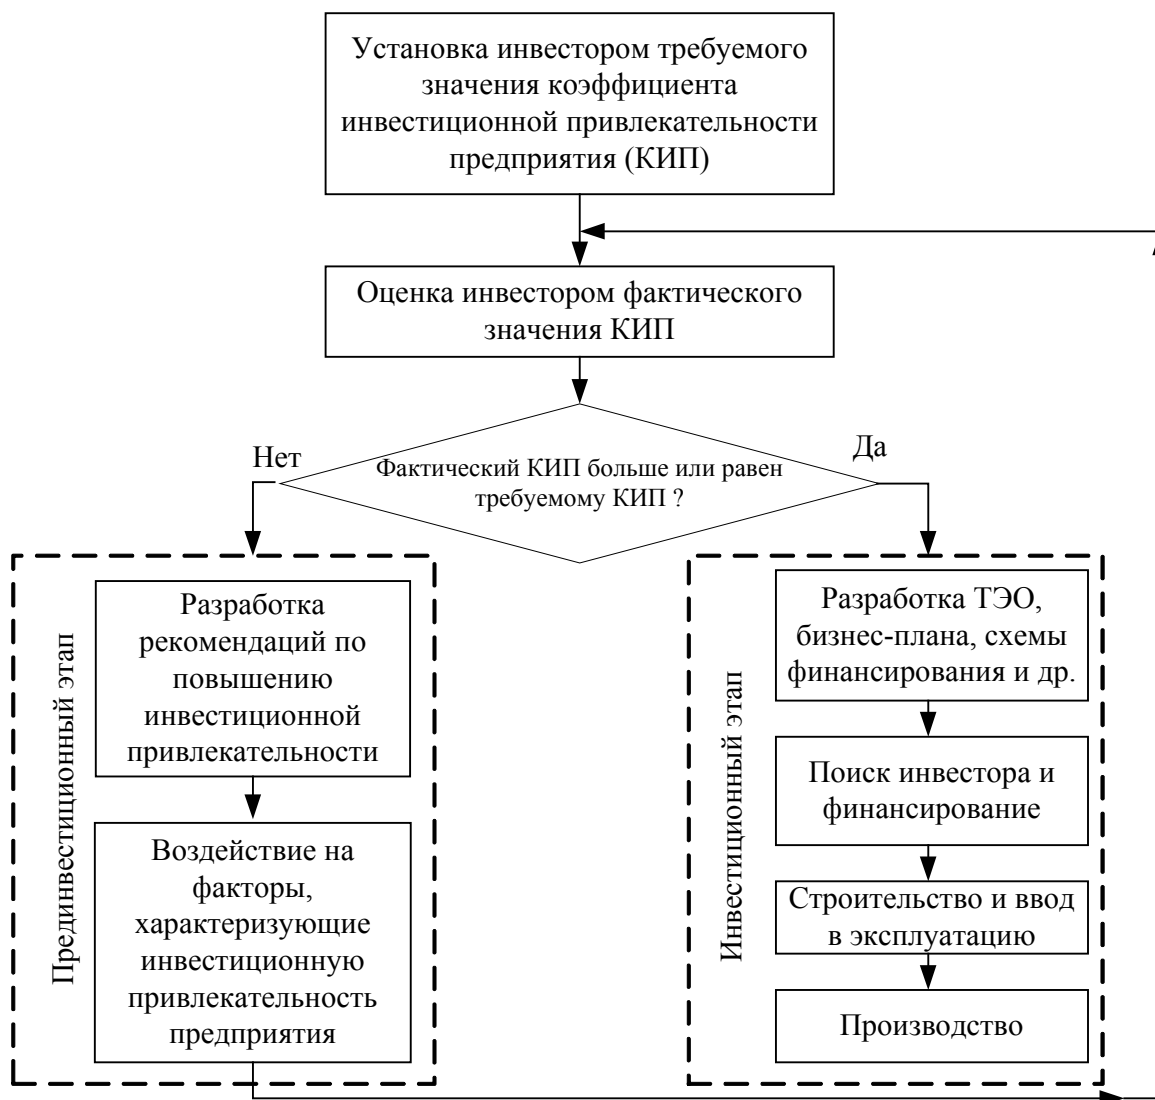 Установка инвестором требуемого
значения коэффициента
инвестиционной привлекательности
предприятия (КИП)
Оценка инвестором фактического
значения КИП
Нет
Фактический КИП больше или равен
требуемому КИП ?
Да
Прединвестиционный этап
Разработка
рекомендаций по
повышению
инвестиционной
привлекательности
Воздействие на
факторы,
характеризующие
инвестиционную
привлекательность
предприятия
Инвестиционный этап
Разработка ТЭО,
бизнес-плана, схемы
финансирования и др.
Поиск инвестора и
финансирование
Строительство и ввод
в эксплуатацию
Производство